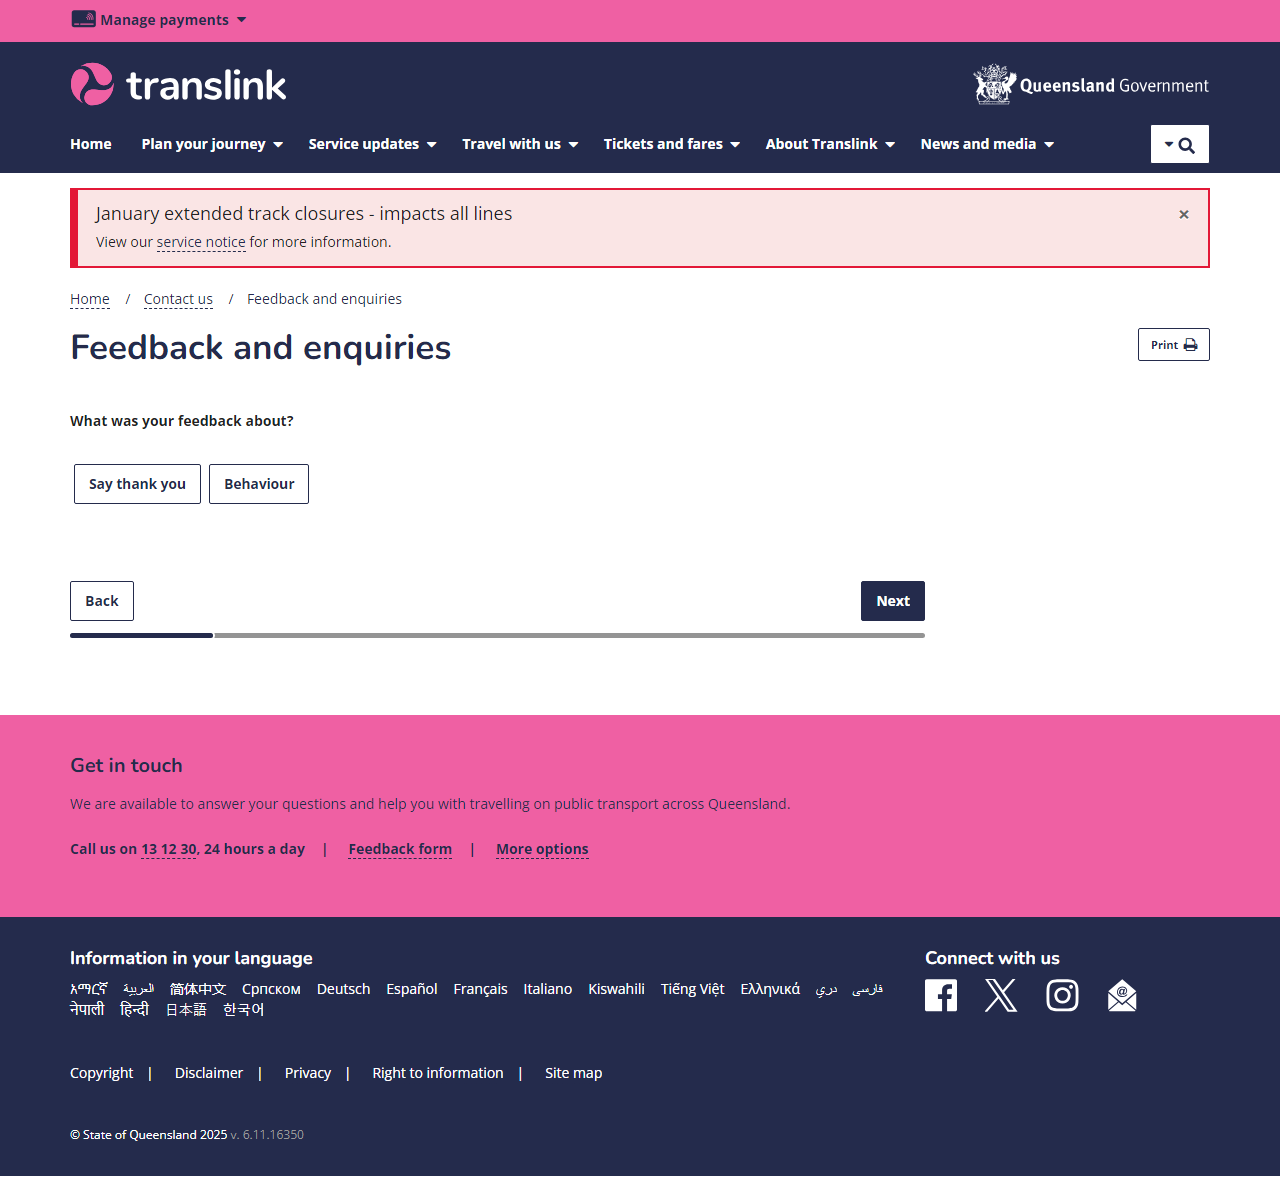 Manage payments
translink
Queensland Government
Home Plan your journey Service updates Travel with us Tickets and fares About Translink News and media
January extended track closures - impacts all lines ×
View our service notice for more information.
Home / Contact us / Feedback and enquiries
Feedback and enquiries
Print
What was your feedback about?
Say thank you Behaviour
Back Next
Get in touch
We are available to answer your questions and help you with travelling on public transport across Queensland.
Call us on 13 12 30, 24 hours a day | Feedback form | More options
Information in your language
አማርኛ العربية 简体中文 Српском Deutsch Español Français Italiano Kiswahili Tiếng Việt Ελληνικά دري فارسی
नेपाली हिन्दी 日本語 한국어
Connect with us
Copyright | Disclaimer | Privacy | Right to information | Site map
© State of Queensland 2025 v. 6.11.16350